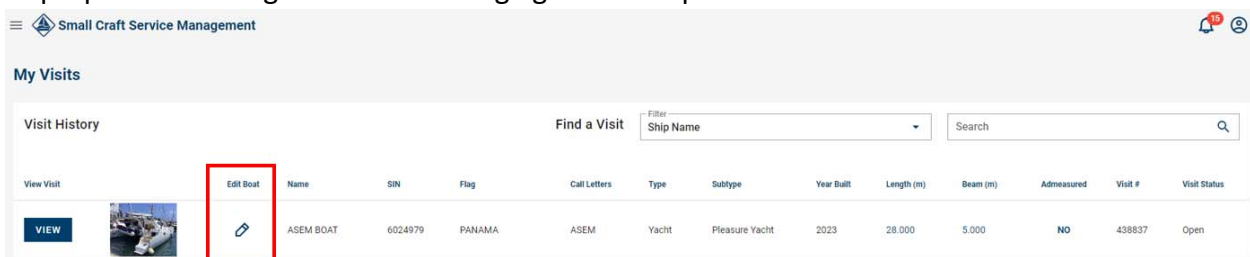 Small Craft Service Management
15
My Visits
Visit History
Find a Visit
Filter
Ship Name
Search
View Visit Edit Boat Name SIN Flag Call Letters Type Subtype Year Built Length (m) Beam (m) Admeasured Visit # Visit Status
VIEW ASEM BOAT 6024979 PANAMA ASEM Yacht Pleasure Yacht 2023 28.000 5.000 NO 438837 Open